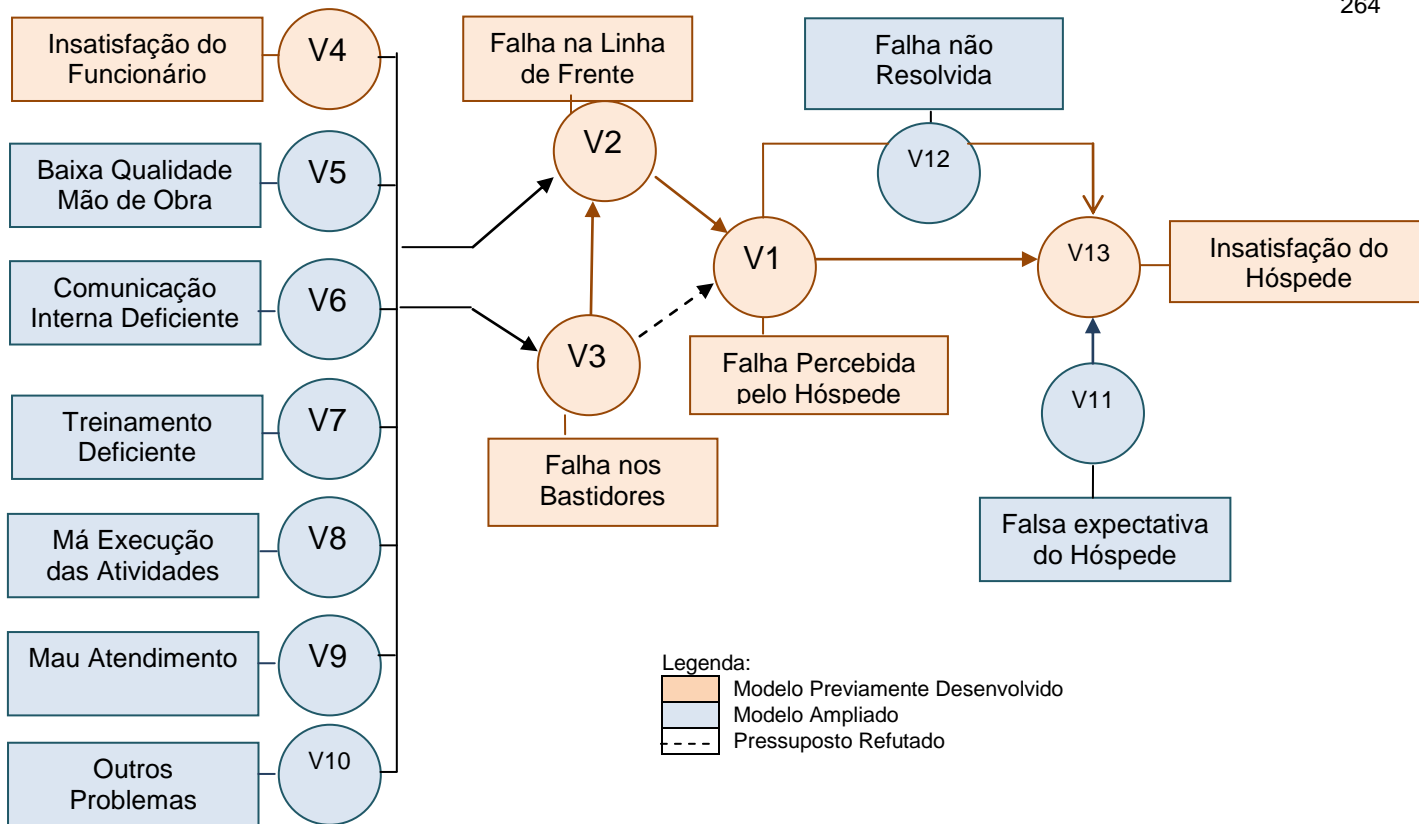 264
Insatisfação do
Funcionário
V4
Falha na Linha
de Frente
V2
Falha não
Resolvida
V12
Baixa Qualidade
Mão de Obra
V5
Comunicação
Interna Deficiente
V6
V1
V13
Insatisfação do
Hóspede
V3
Falha Percebida
pelo Hóspede
V11
Treinamento
Deficiente
V7
Falha nos
Bastidores
Falsa expectativa
do Hóspede
Má Execução
das Atividades
V8
Mau Atendimento
V9
Outros
Problemas
V10
Legenda:
Modelo Previamente Desenvolvido
Modelo Ampliado
Pressuposto Refutado